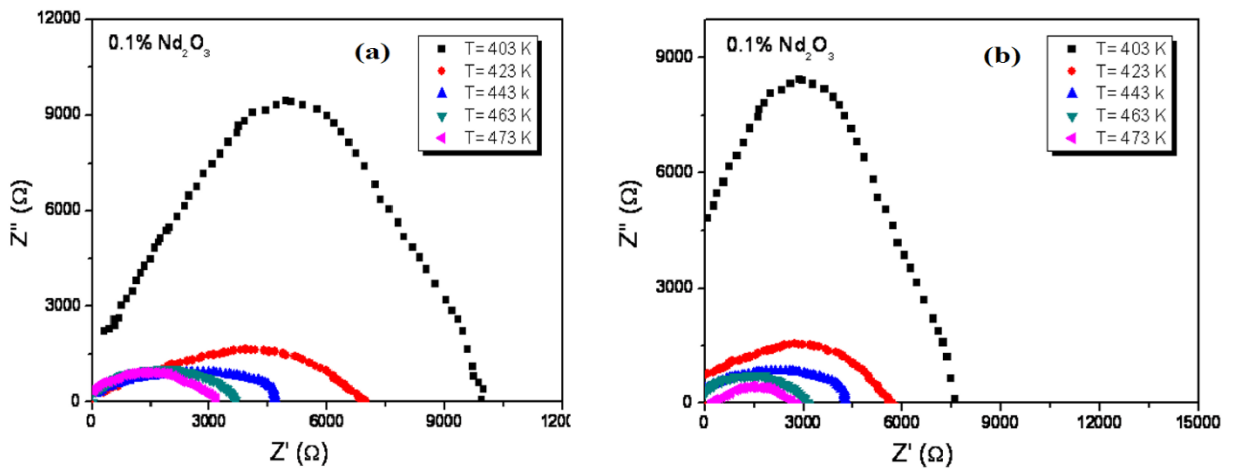 12000
9000
6000
3000
0
Z" (Ω)
0.1% Nd₂O₃
(a)
T= 403 K
T= 423 K
T= 443 k
T= 463 K
T= 473 K
0
3000
6000
9000
120
Z' (Ω)
9000
6000
3000
0
Z" (Ω)
0.1% Nd₂O₃
(b)
T= 403 K
T= 423 K
T= 443 k
T= 463 K
T= 473 K
0
3000
6000
9000
12000
15000
Z' (Ω)